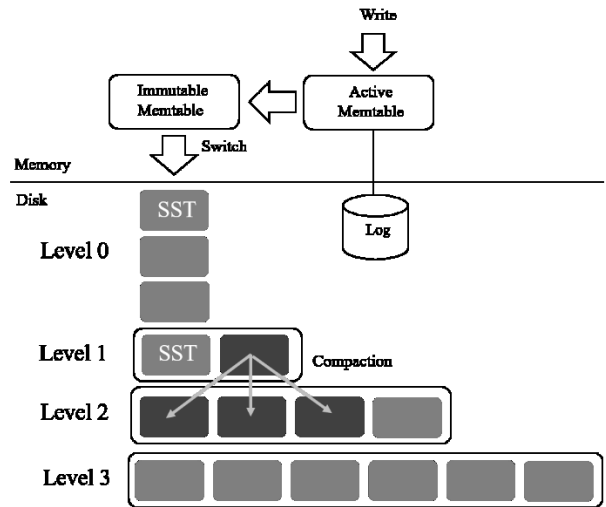 Write
Immutable
Memtable
Active
Memtable
Switch
Memory
Disk
SST
Log
Level 0
Level 1
SST
Compaction
Level 2
Level 3